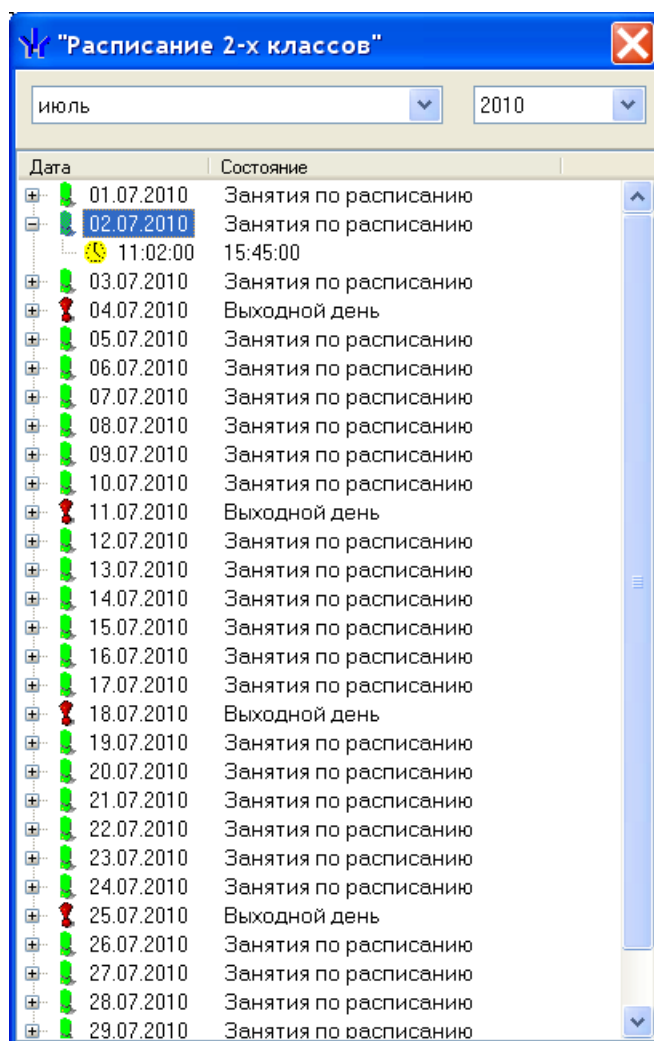 "Расписание 2-х классов"
июль 2010
Дата Состояние
01.07.2010 Занятия по расписанию
02.07.2010 Занятия по расписанию
11:02:00 15:45:00
03.07.2010 Занятия по расписанию
04.07.2010 Выходной день
05.07.2010 Занятия по расписанию
06.07.2010 Занятия по расписанию
07.07.2010 Занятия по расписанию
08.07.2010 Занятия по расписанию
09.07.2010 Занятия по расписанию
10.07.2010 Занятия по расписанию
11.07.2010 Выходной день
12.07.2010 Занятия по расписанию
13.07.2010 Занятия по расписанию
14.07.2010 Занятия по расписанию
15.07.2010 Занятия по расписанию
16.07.2010 Занятия по расписанию
17.07.2010 Занятия по расписанию
18.07.2010 Выходной день
19.07.2010 Занятия по расписанию
20.07.2010 Занятия по расписанию
21.07.2010 Занятия по расписанию
22.07.2010 Занятия по расписанию
23.07.2010 Занятия по расписанию
24.07.2010 Занятия по расписанию
25.07.2010 Выходной день
26.07.2010 Занятия по расписанию
27.07.2010 Занятия по расписанию
28.07.2010 Занятия по расписанию
29.07.2010 Занятия по расписанию